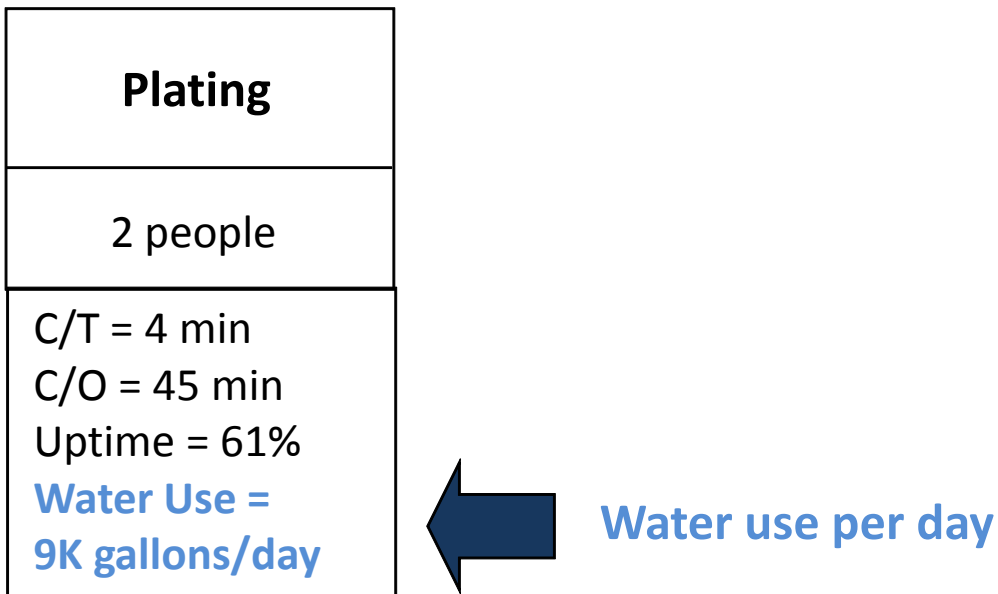 Plating
2 people
C/T = 4 min
C/O = 45 min
Uptime = 61%
Water Use =
9K gallons/day
Water use per day